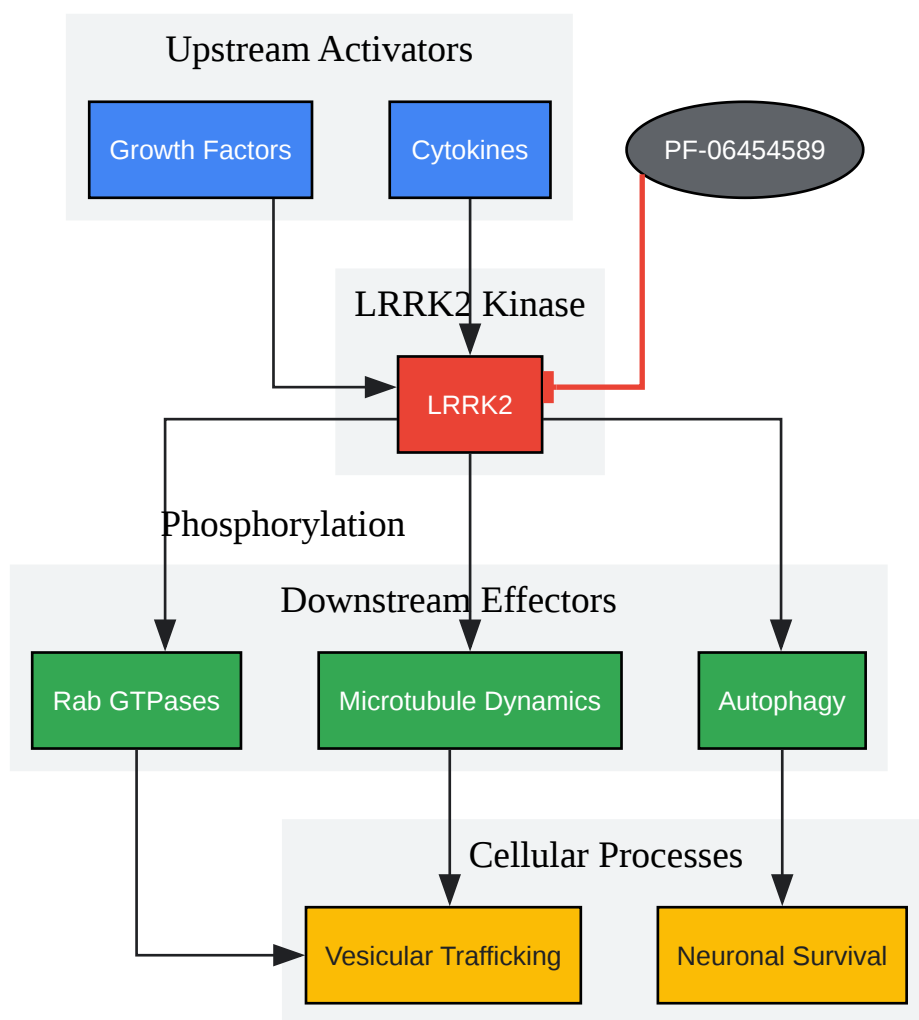 Upstream Activators
Growth Factors
Cytokines
PF-06454589
LRRK2 Kinase
LRRK2
Phosphorylation
Downstream Effectors
Rab GTPases
Microtubule Dynamics
Autophagy
Cellular Processes
Vesicular Trafficking
Neuronal Survival